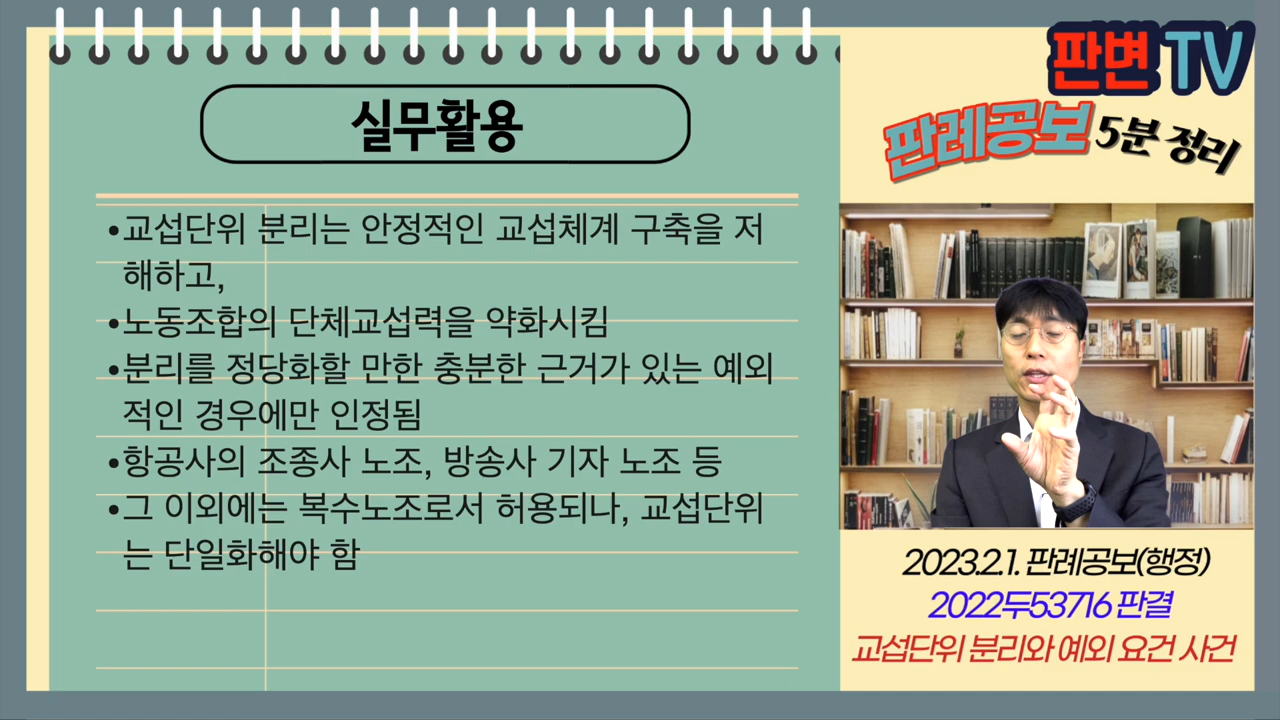 실무활용
•교섭단위 분리는 안정적인 교섭체계 구축을 저
해하고,
•노동조합의 단체교섭력을 약화시킴
•분리를 정당화할 만한 충분한 근거가 있는 예외
적인 경우에만 인정됨
•항공사의 조종사 노조, 방송사 기자 노조 등
•그 이외에는 복수노조로서 허용되나, 교섭단위
는 단일화해야 함
판변 TV
판례공보 5분 정리
2023.2.1. 판례공보(행정)
2022두53716 판결
교섭단위 분리와 예외 요건 사건